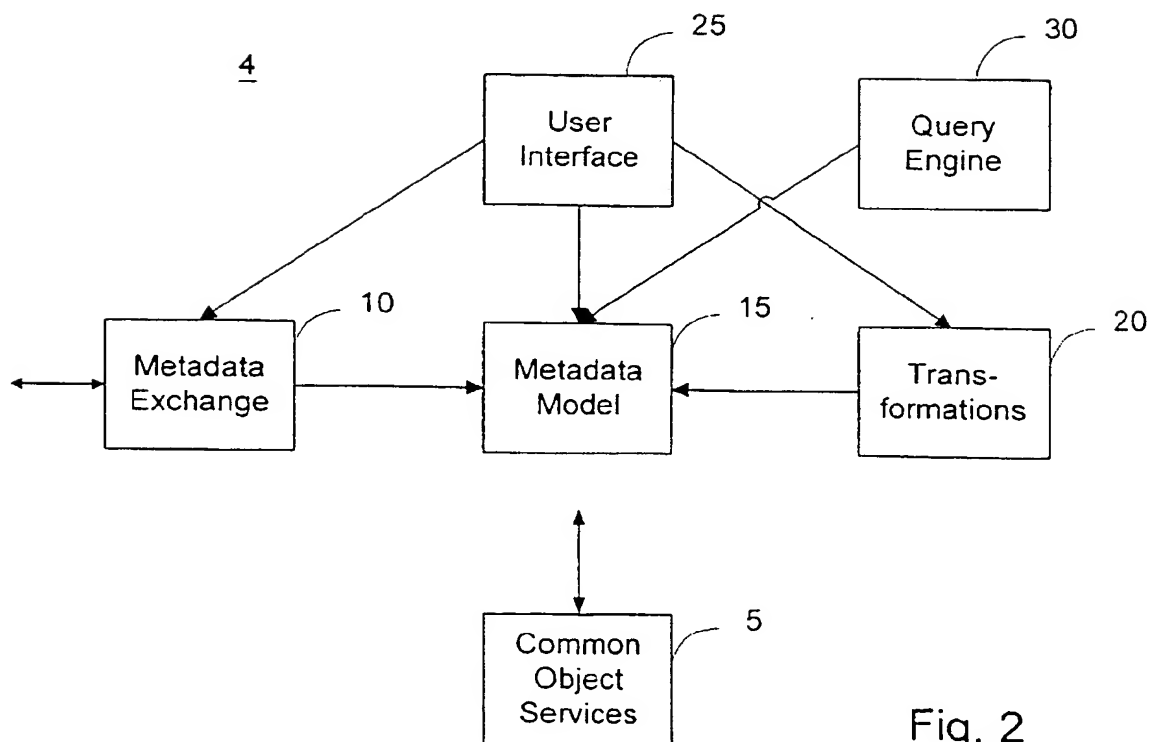 4
25
30
User
Interface
Query
Engine
10
15
20
Metadata
Exchange
Metadata
Model
Trans-
formations
5
Common
Object
Services
Fig. 2